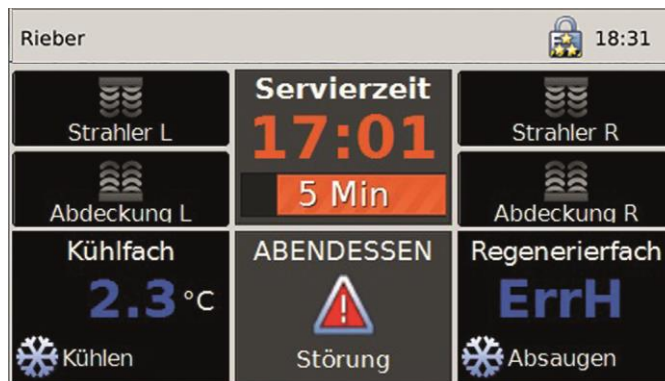 Rieber
18:31
Strahler L
Servierzeit
17:01
5 Min
Strahler R
Abdeckung L
Abdeckung R
Kühlfach
2.3 °C
Kühlen
ABENDESSEN
Störung
Regenerierfach
ErrH
Absaugen